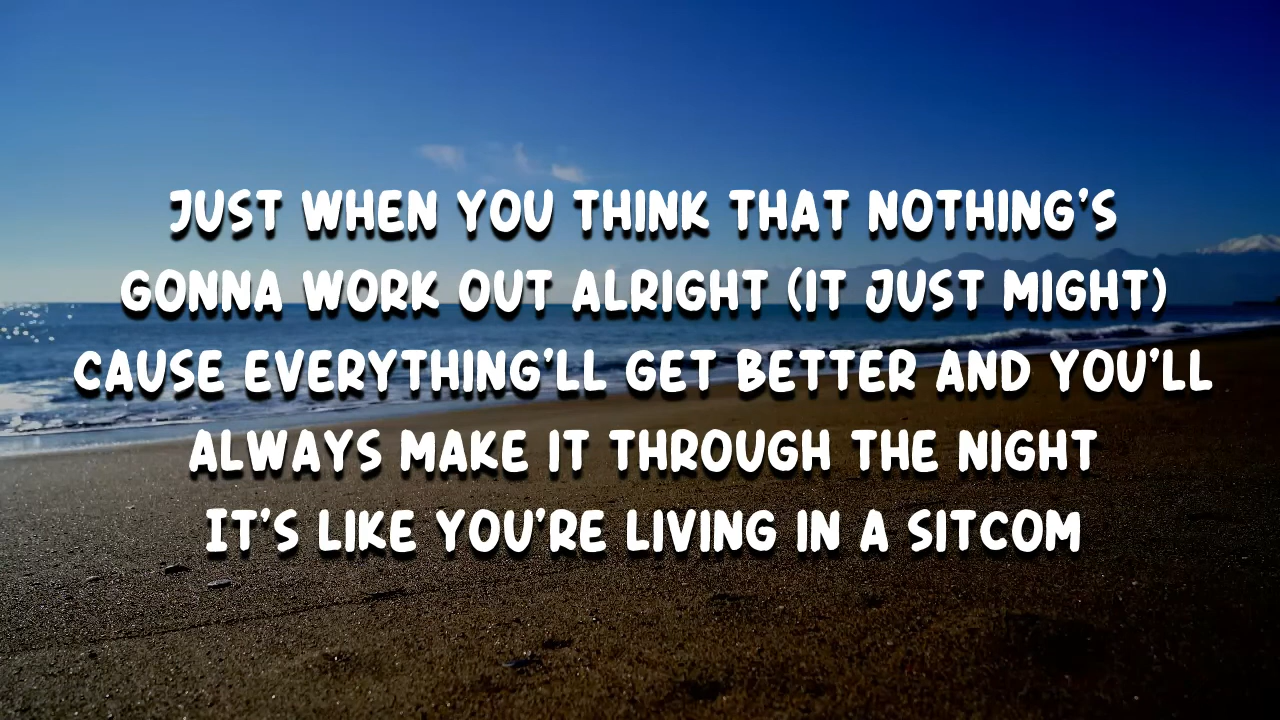 JUST WHEN YOU THINK THAT NOTHING'S
GONNA WORK OUT ALRIGHT (IT JUST MIGHT)
CAUSE EVERYTHING'LL GET BETTER AND YOU'LL
ALWAYS MAKE IT THROUGH THE NIGHT
IT'S LIKE YOU'RE LIVING IN A SITCOM